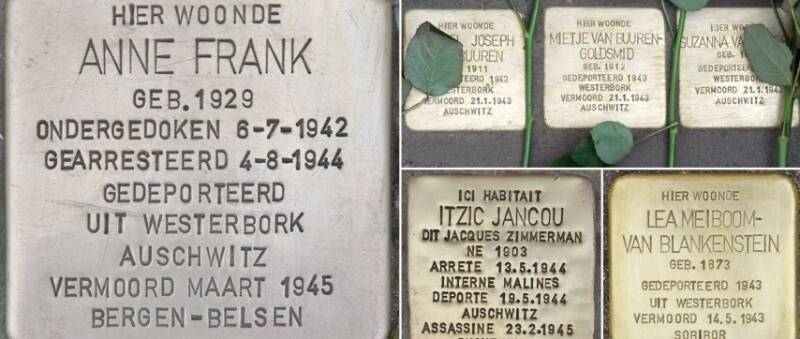 HIER WOONDE
ANNE FRANK
GEB. 1929
ONDERGEDOKEN 6-7-1942
GEARRESTEERD 4-8-1944
GEDEPORTEERD
UIT WESTERBORK
AUSCHWITZ
VERMOORD MAART 1945
BERGEN-BELSEN
HIER WOONDE
JOSEPH
BUUREN
1911
1943
WESTERBORK
VERMOORD 21.1.1943
AUSCHWITZ
HIER WOONDE
MIETJE VAN BUUREN-
GOLDSMID
GEB. 1912
GEDEPORTEERD 1943
WESTERBORK
VERMOORD 21.1.1943
AUSCHWITZ
HIER WOONDE
SUZANNA
GEB.
WESTERBORK
VERMOORD 21.1.1943
AUSCHWITZ
ICI HABITAIT
ITZIC JANCOU
DIT JACQUES ZIMMERMAN
NE 1903
ARRETE 13.5.1944
INTERNE MALINES
DEPORTE 19.5.1944
AUSCHWITZ
ASSASSINE 23.2.1945
HIER WOONDE
LEA MEIBOOM-
VAN BLANKENSTEIN
GEB. 1873
GEDEPORTEERD 1943
UIT WESTERBORK
VERMOORD 14.5.1943
SOBIBOR